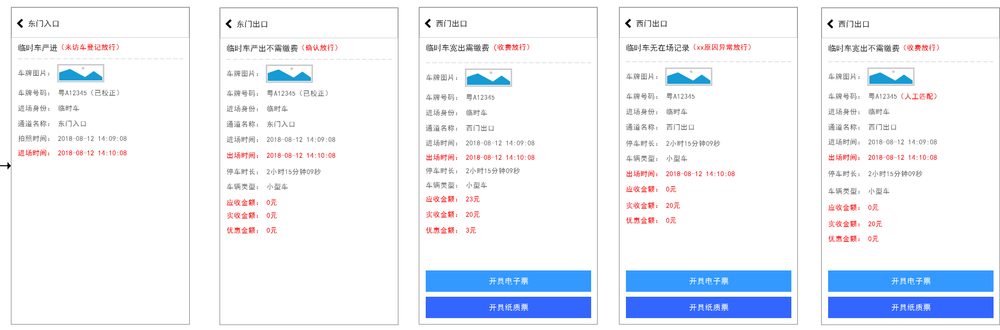 东门入口
临时车严进（来访车登记放行）
车牌图片：
车牌号码： 粤A12345（已校正）
进场身份： 临时车
通道名称： 东门入口
拍照时间： 2018-08-12 14:09:08
进场时间： 2018-08-12 14:10:08
东门出口
临时车严出不需缴费（确认放行）
车牌图片：
车牌号码： 粤A12345（已校正）
进场身份： 临时车
通道名称： 东门入口
进场时间： 2018-08-12 14:09:08
出场时间： 2018-08-12 14:10:08
停车时长： 2小时15分钟09秒
车辆类型： 小型车
应收金额： 0元
实收金额： 0元
优惠金额： 0元
西门出口
临时车宽出需缴费（收费放行）
车牌图片：
车牌号码： 粤A12345
进场身份： 临时车
通道名称： 西门出口
进场时间： 2018-08-12 14:09:08
出场时间： 2018-08-12 14:10:08
停车时长： 2小时15分钟09秒
车辆类型： 小型车
应收金额： 23元
实收金额： 20元
优惠金额： 3元
开具电子票
开具纸质票
西门出口
临时车无在场记录（xx原因异常放行）
车牌图片：
车牌号码： 粤A12345
进场身份： 临时车
通道名称： 西门出口
停车时长： 2小时15分钟09秒
车辆类型： 小型车
出场时间： 2018-08-12 14:10:08
应收金额： 0元
实收金额： 20元
优惠金额： 0元
开具电子票
开具纸质票
西门出口
临时车宽出不需缴费（收费放行）
车牌图片：
车牌号码： 粤A12345（人工匹配）
进场身份： 临时车
通道名称： 西门出口
进场时间： 2018-08-12 14:09:08
出场时间： 2018-08-12 14:10:08
停车时长： 2小时15分钟09秒
车辆类型： 小型车
应收金额： 0元
实收金额： 20元
优惠金额： 0元
开具电子票
开具纸质票